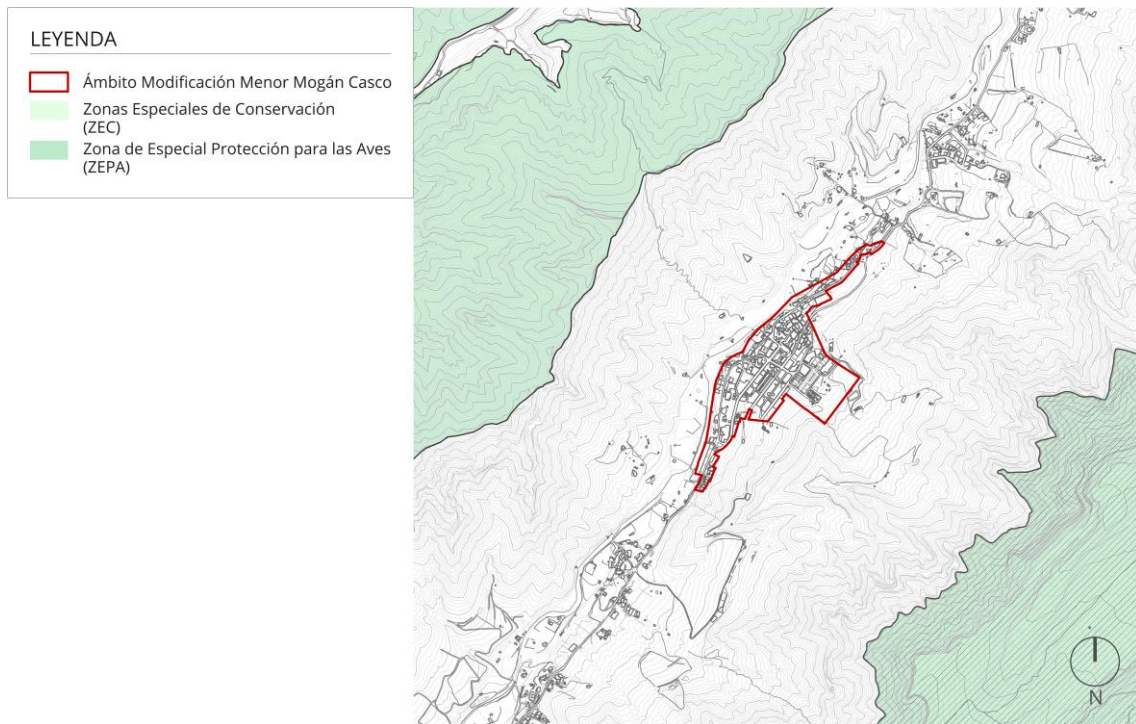 LEYENDA
Ámbito Modificación Menor Mogán Casco
Zonas Especiales de Conservación
(ZEC)
Zona de Especial Protección para las Aves
(ZEPA)
N